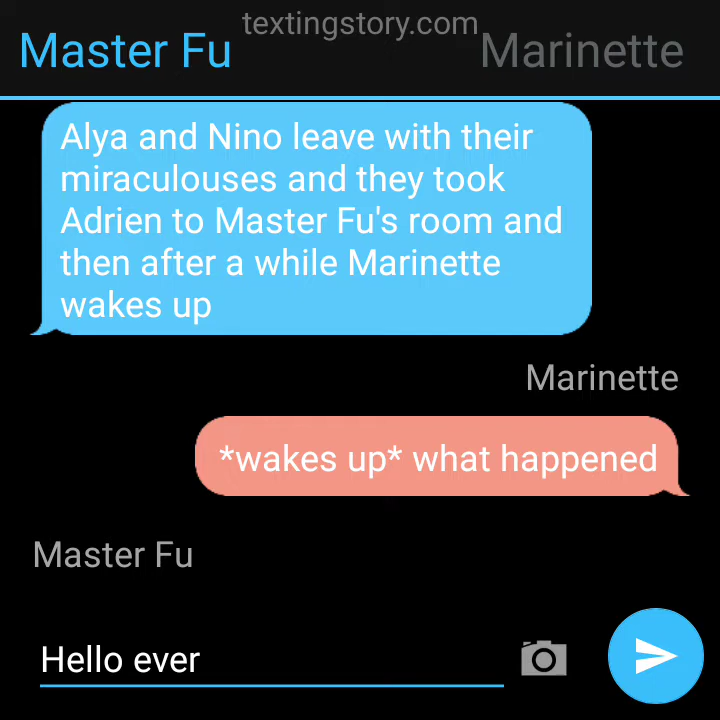 textingstory.com
Master Fu
Marinette
Alya and Nino leave with their
miraculouses and they took
Adrien to Master Fu's room and
then after a while Marinette
wakes up
Marinette
*wakes up* what happened
Master Fu
Hello ever